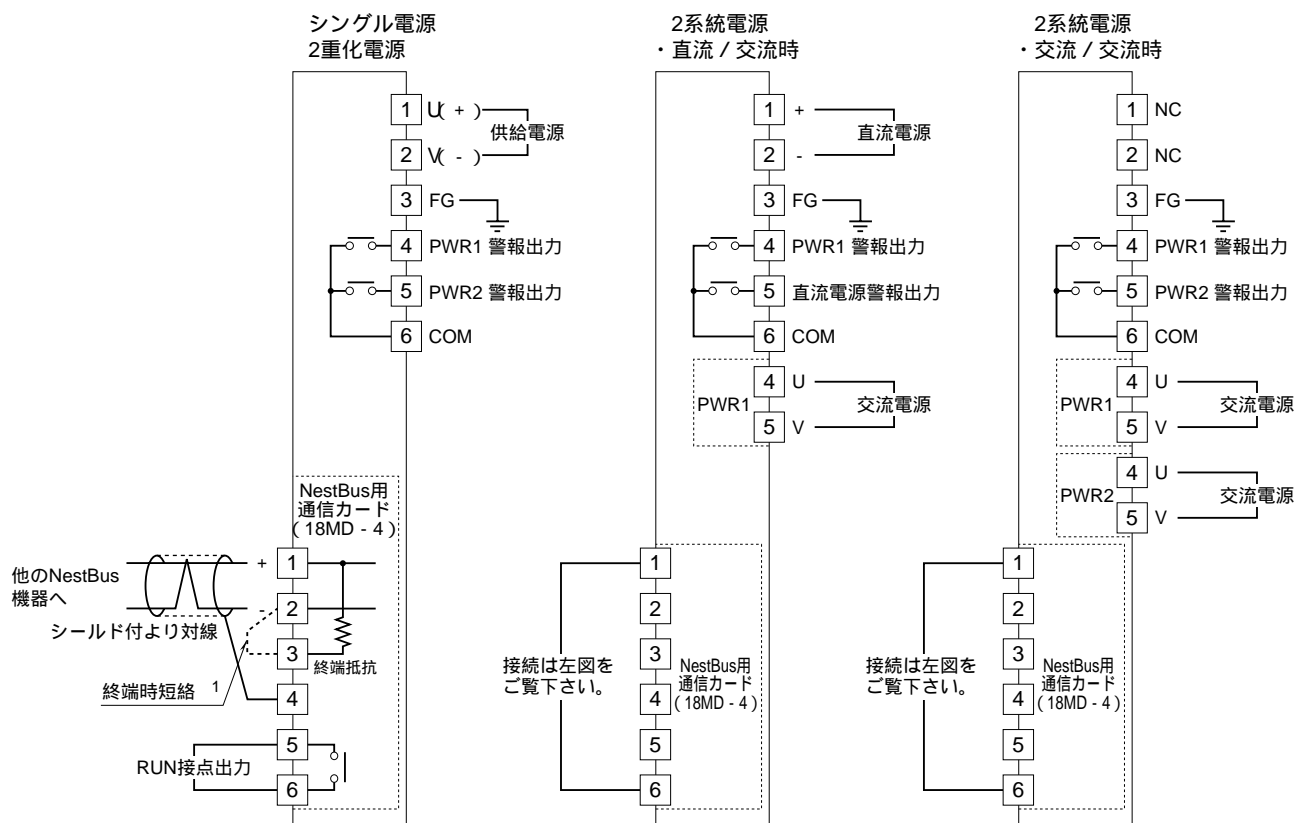 シングル電源
2重化電源
1 U( + )
供給電源
2 V( - )
3 FG
4 PWR1 警報出力
5 PWR2 警報出力
6 COM
NestBus用
通信カード
( 18MD - 4 )
他のNestBus
機器へ
シールド付より対線
+ 1
- 2
3
終端抵抗
終端時短絡 1
4
5
RUN接点出力
6
2系統電源
・直流 / 交流時
1 +
直流電源
2 -
3 FG
4 PWR1 警報出力
5 直流電源警報出力
6 COM
PWR1
4 U
交流電源
5 V
接続は左図を
ご覧下さい。
1
2
3
4
5
6
NestBus用
通信カード
( 18MD - 4 )
2系統電源
・交流 / 交流時
1 NC
2 NC
3 FG
4 PWR1 警報出力
5 PWR2 警報出力
6 COM
PWR1
4 U
交流電源
5 V
PWR2
4 U
交流電源
5 V
接続は左図を
ご覧下さい。
1
2
3
4
5
6
NestBus用
通信カード
( 18MD - 4 )